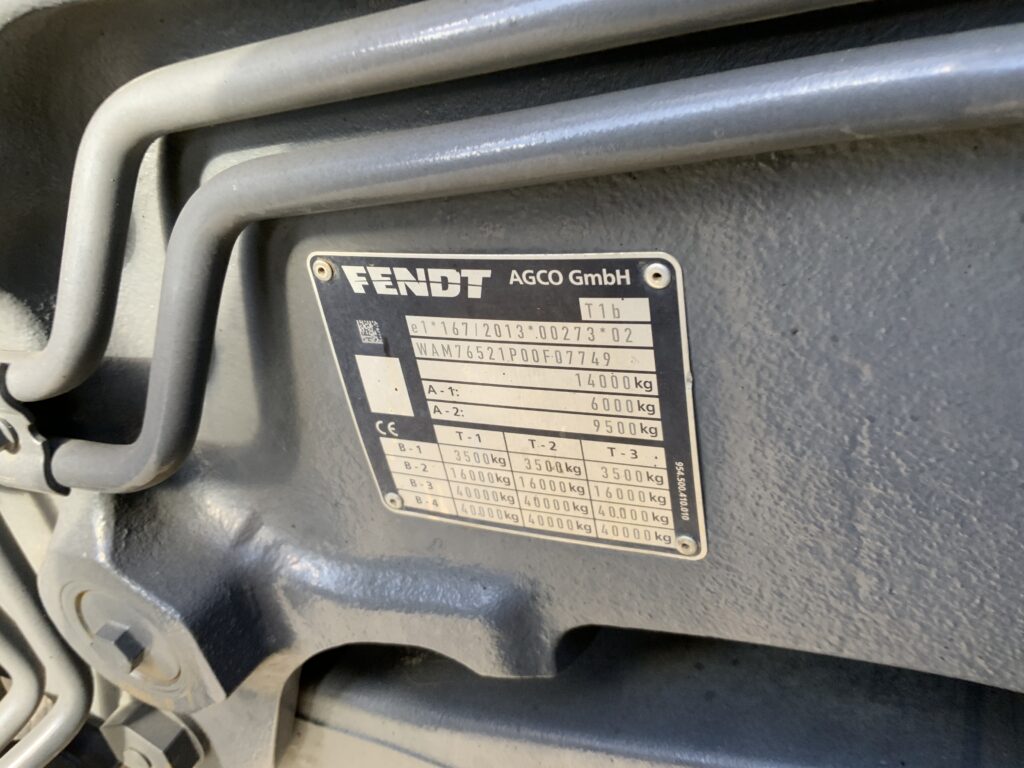 FENDT AGCO GmbH
T1b
e1*167/2013*00273*02
WAM76521P00F07749
14000kg
A-1: 6000kg
A-2: 9500kg
CE T-1 T-2 T-3
B-1 3500kg 3500kg 3500kg
B-2 16000kg 16000kg 16000kg
B-3 40000kg 40000kg 40000kg
B-4 40000kg 40000kg 40000kg
954.500.410.010